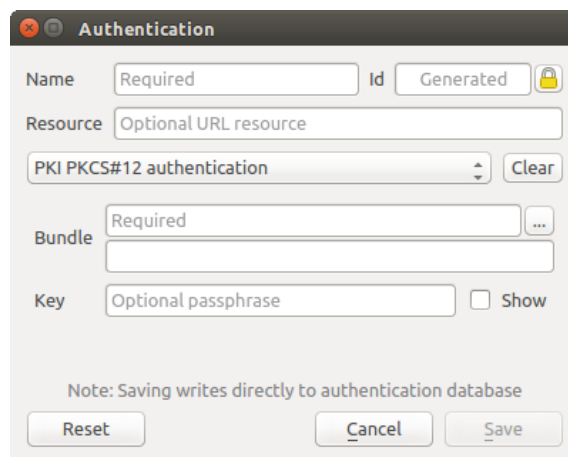 Authentication
Name Required Id Generated
Resource Optional URL resource
PKI PKCS#12 authentication Clear
Bundle Required ...
Key Optional passphrase Show
Note: Saving writes directly to authentication database
Reset Cancel Save